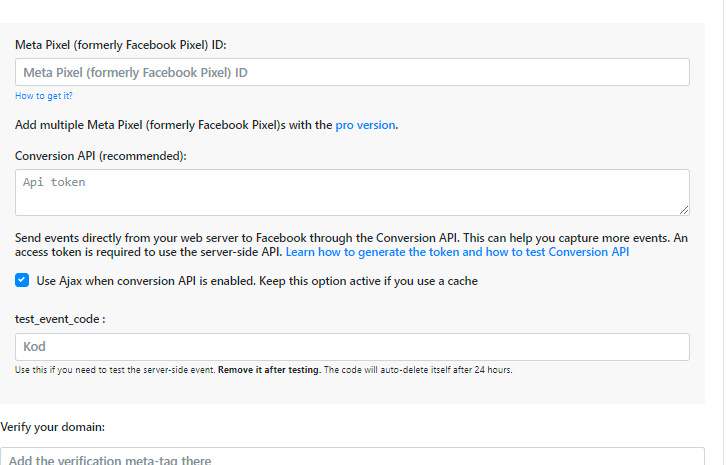 Meta Pixel (formerly Facebook Pixel) ID:
Meta Pixel (formerly Facebook Pixel) ID
How to get it?
Add multiple Meta Pixel (formerly Facebook Pixel)s with the pro version.
Conversion API (recommended):
Api token
Send events directly from your web server to Facebook through the Conversion API. This can help you capture more events. An
access token is required to use the server-side API. Learn how to generate the token and how to test Conversion API
Use Ajax when conversion API is enabled. Keep this option active if you use a cache
test_event_code :
Kod
Use this if you need to test the server-side event. Remove it after testing. The code will auto-delete itself after 24 hours.
Verify your domain:
Add the verification meta-tag there